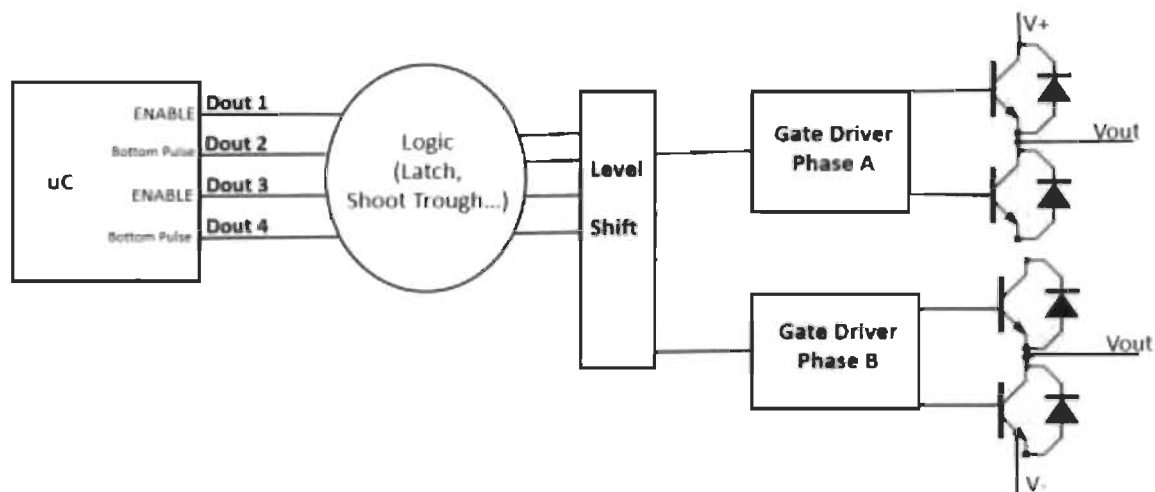 uC
ENABLE
Bottom Pulse
ENABLE
Bottom Pulse
Dout 1
Dout 2
Dout 3
Dout 4
Logic
(Latch,
Shoot Trough...)
Level
Shift
Gate Driver
Phase A
Gate Driver
Phase B
V+
Vout
Vout
V-